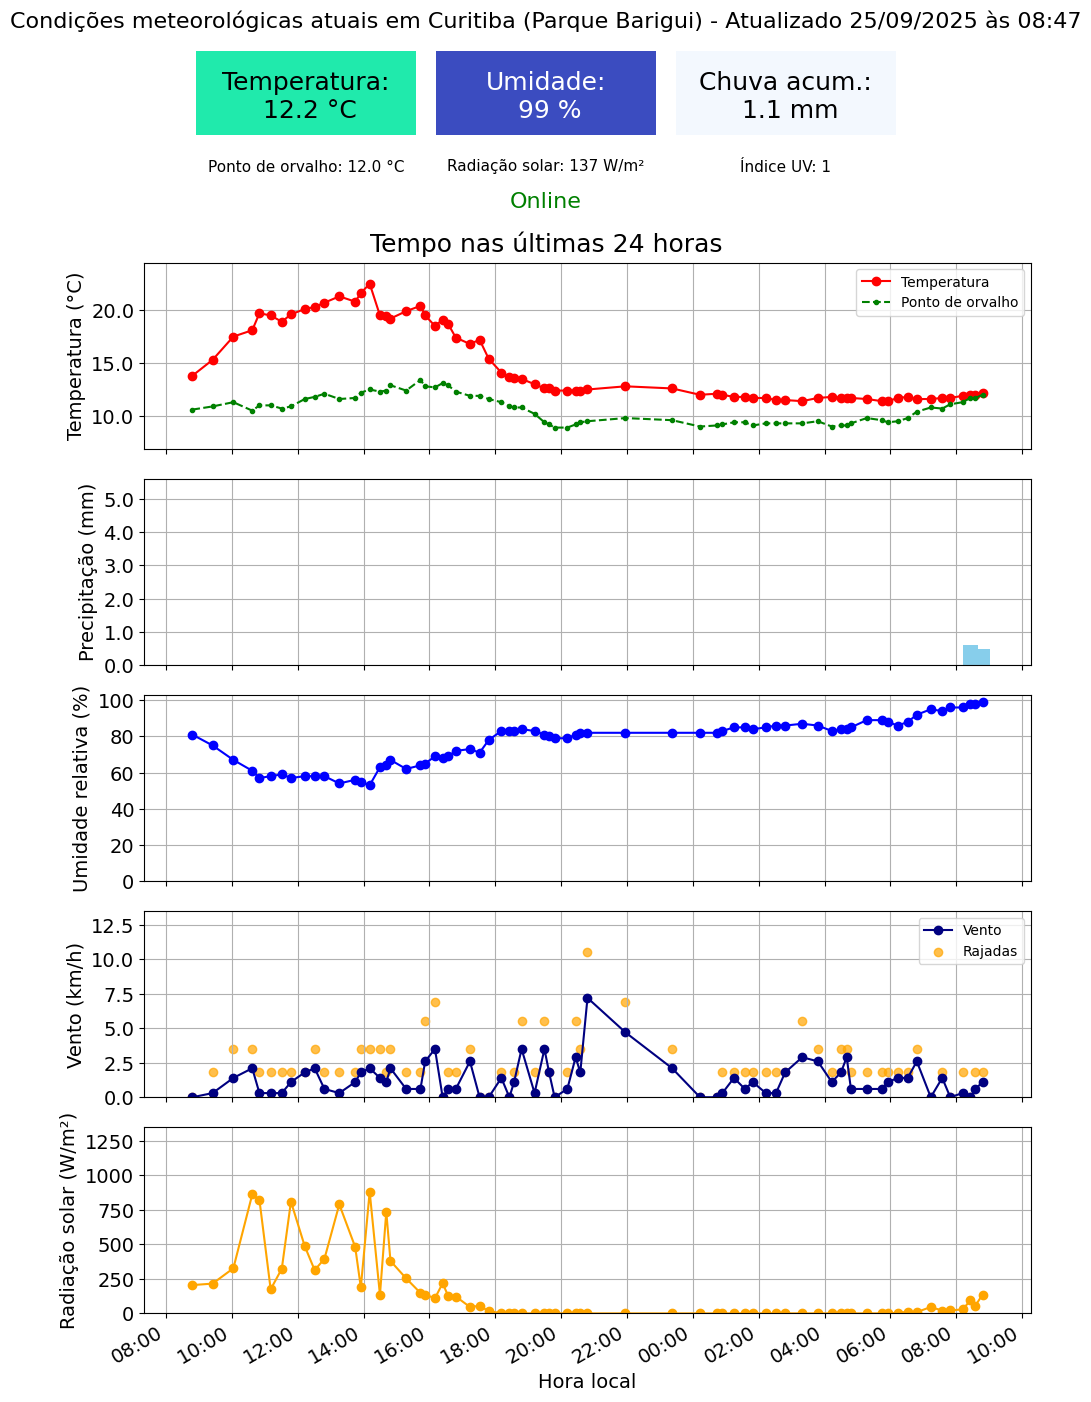 Condições meteorológicas atuais em Curitiba (Parque Barigui) - Atualizado 25/09/2025 às 08:47
Temperatura:
12.2 °C
Umidade:
99 %
Chuva acum.:
1.1 mm
Ponto de orvalho: 12.0 °C
Radiação solar: 137 W/m²
Índice UV: 1
Online
Tempo nas últimas 24 horas
Temperatura (°C)
20.0
15.0
10.0
Temperatura
Ponto de orvalho
Precipitação (mm)
5.0
4.0
3.0
2.0
1.0
0.0
Umidade relativa (%)
100
80
60
40
20
0
Vento (km/h)
12.5
10.0
7.5
5.0
2.5
0.0
Vento
Rajadas
Radiação solar (W/m²)
1250
1000
750
500
250
0
08:00
10:00
12:00
14:00
16:00
18:00
20:00
22:00
00:00
02:00
04:00
06:00
08:00
10:00
Hora local